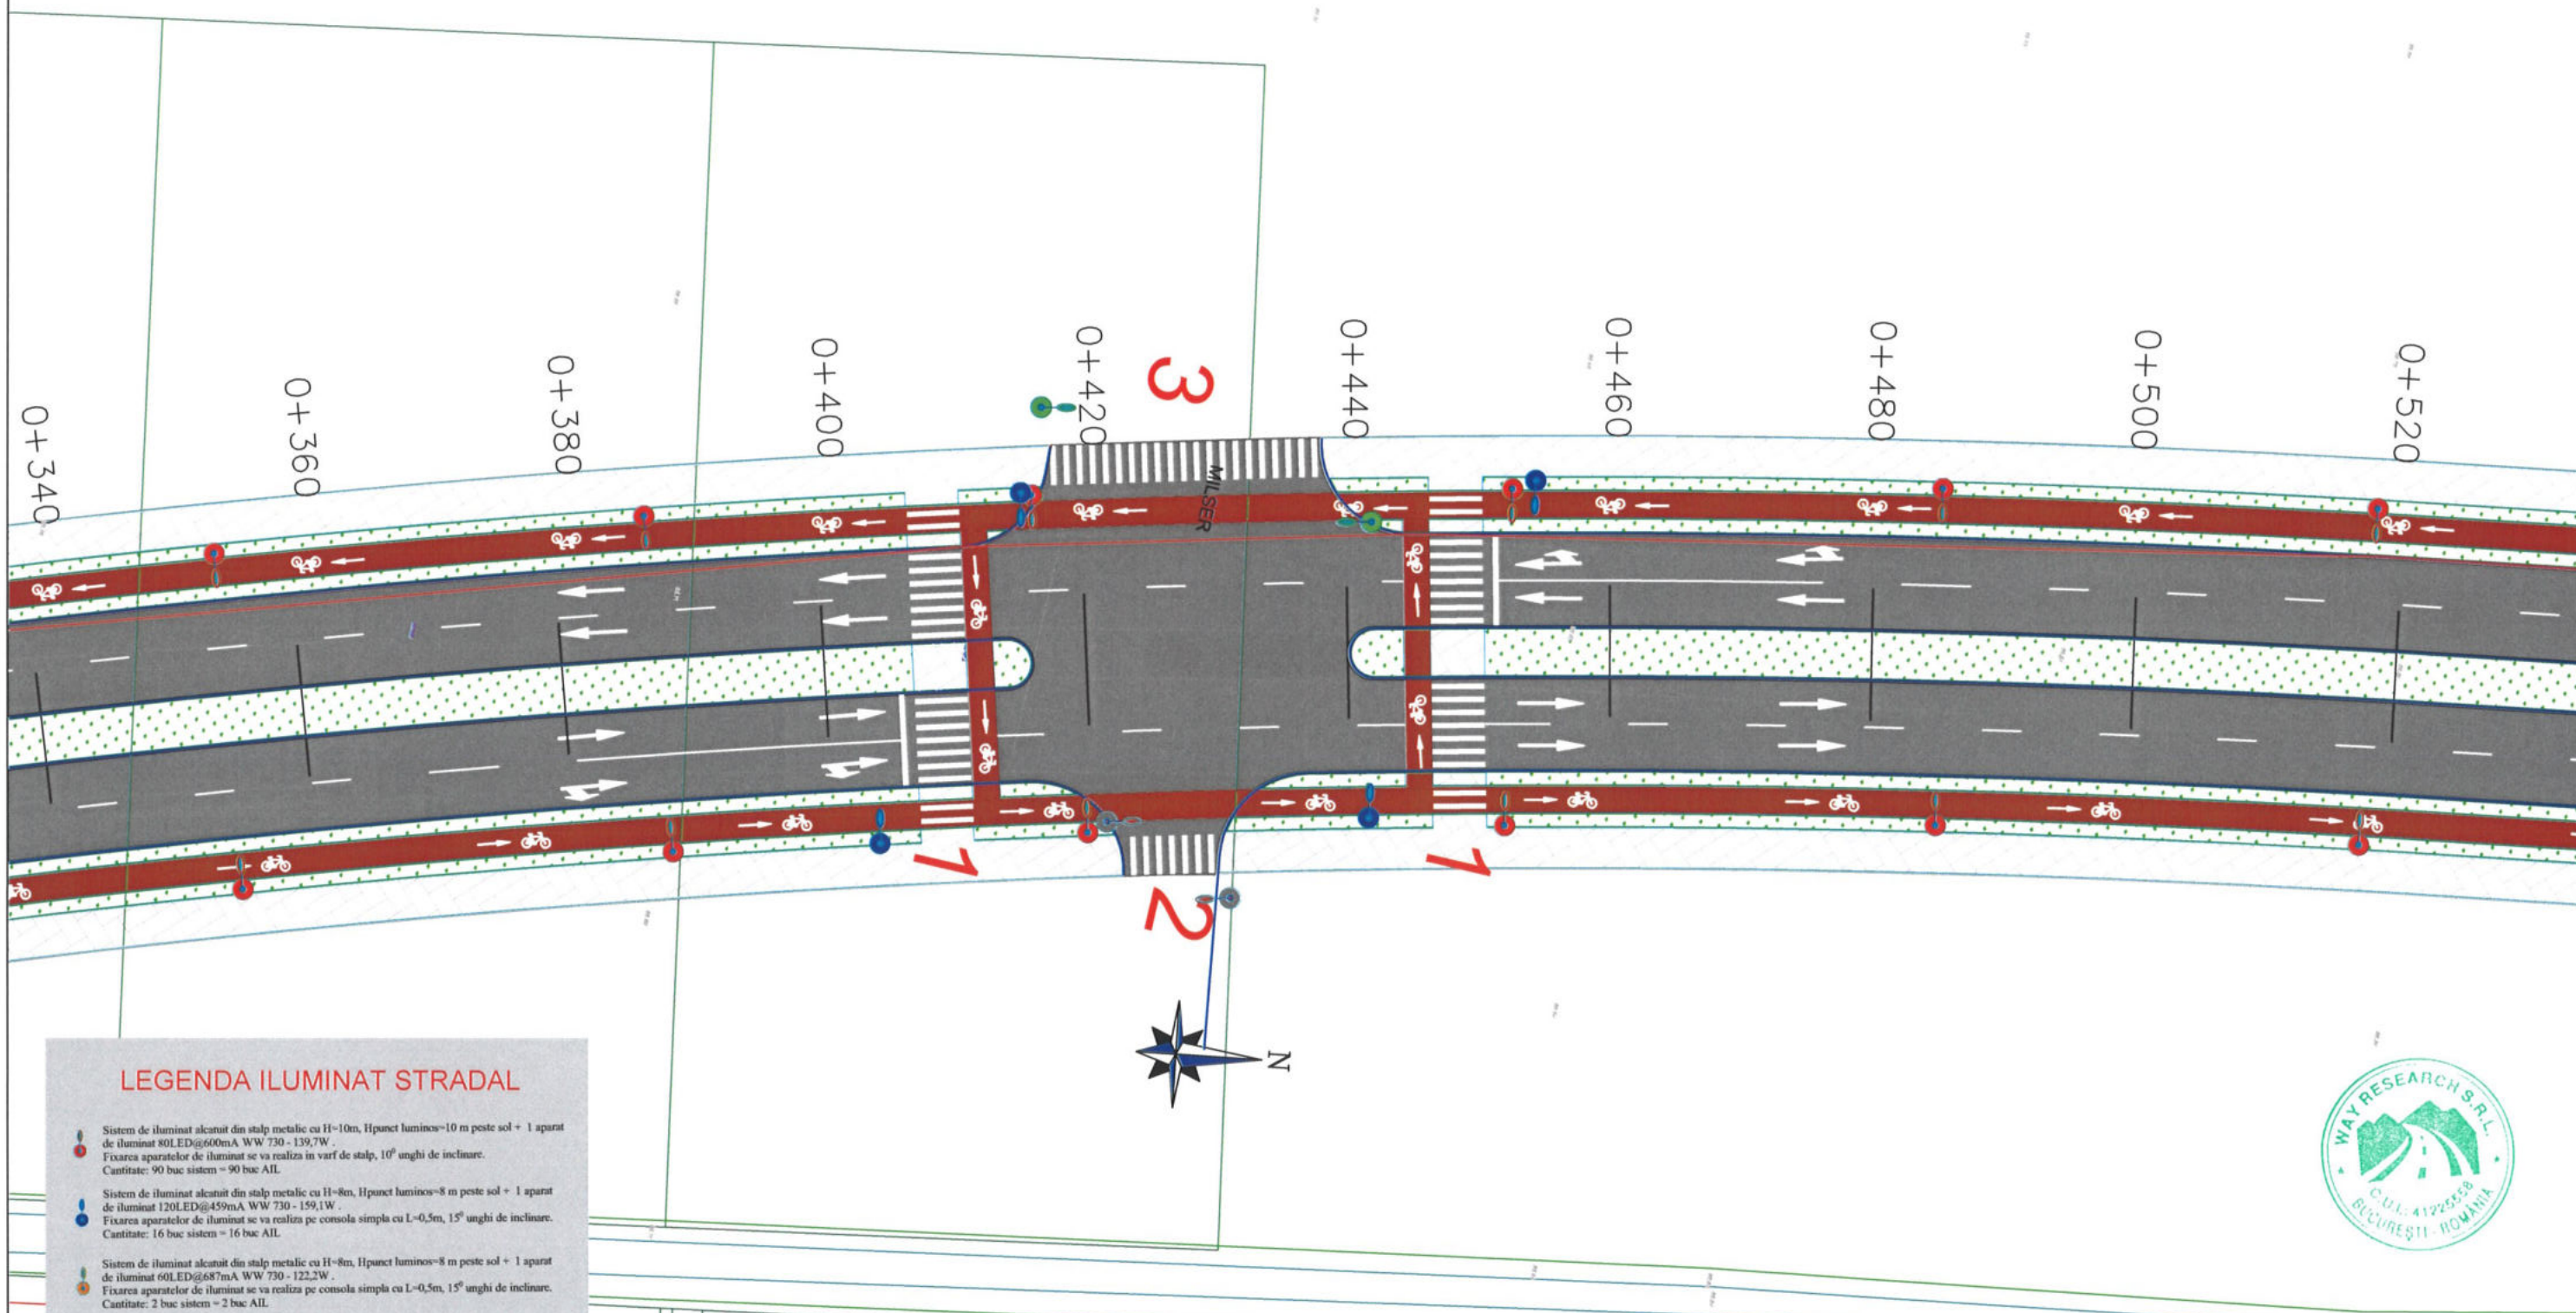 0+340
0+360
0+380
0+400
0+420
0+440
0+460
0+480
0+500
0+520
3
MILSER
1
1
2
N
LEGENDA ILUMINAT STRADAL
Sistem de iluminat alcatuit din stalp metalic cu H=10m, Hpunct luminos=10 m peste sol + 1 aparat
de iluminat 80LED@600mA WW 730 - 139,7W .
Fixarea aparatelor de iluminat se va realiza in varf de stalp, 10⁰ unghi de inclinare.
Cantitate: 90 buc sistem = 90 buc AIL
Sistem de iluminat alcatuit din stalp metalic cu H=8m, Hpunct luminos=8 m peste sol + 1 aparat
de iluminat 120LED@459mA WW 730 - 159,1W .
Fixarea aparatelor de iluminat se va realiza pe consola simpla cu L=0,5m, 15⁰ unghi de inclinare.
Cantitate: 16 buc sistem = 16 buc AIL
Sistem de iluminat alcatuit din stalp metalic cu H=8m, Hpunct luminos=8 m peste sol + 1 aparat
de iluminat 60LED@687mA WW 730 - 122,2W .
Fixarea aparatelor de iluminat se va realiza pe consola simpla cu L=0,5m, 15⁰ unghi de inclinare.
Cantitate: 2 buc sistem = 2 buc AIL
WAY RESEARCH S.R.L.
C.U.I.: 41225558
BUCUREȘTI - ROMÂNIA